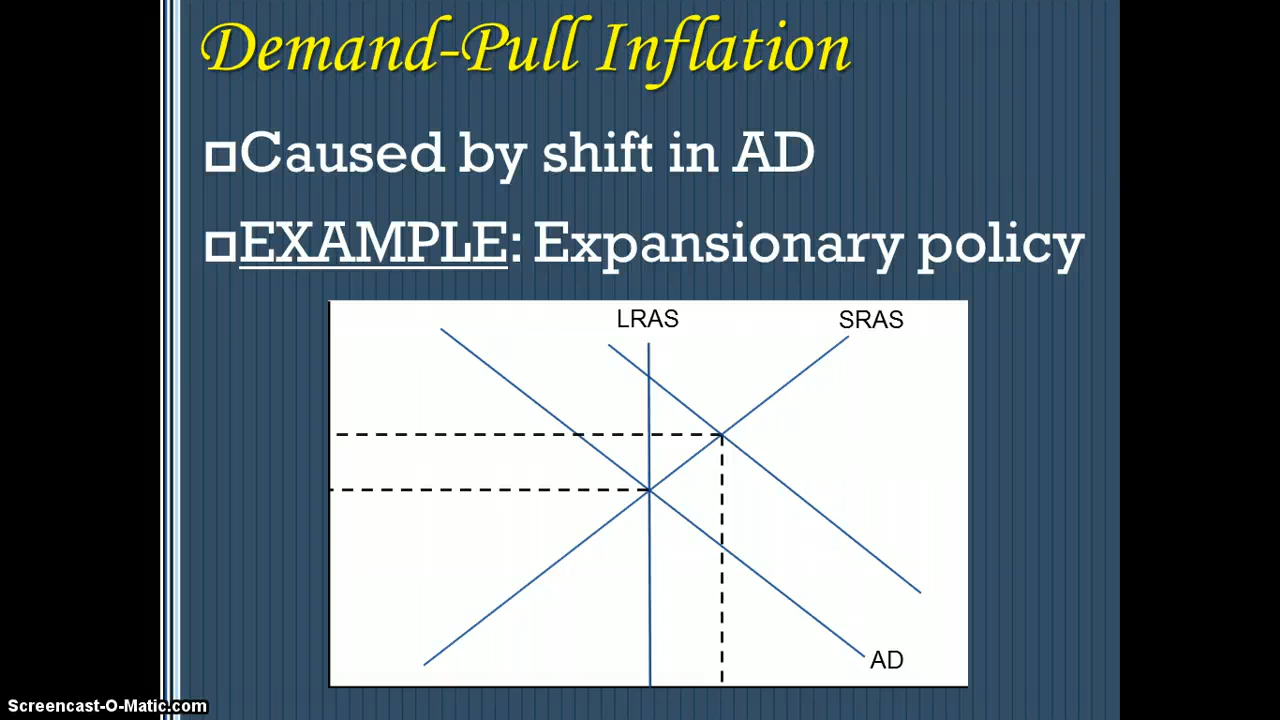 Demand-Pull Inflation
Caused by shift in AD
EXAMPLE: Expansionary policy
LRAS
SRAS
AD
Screencast-O-Matic.com